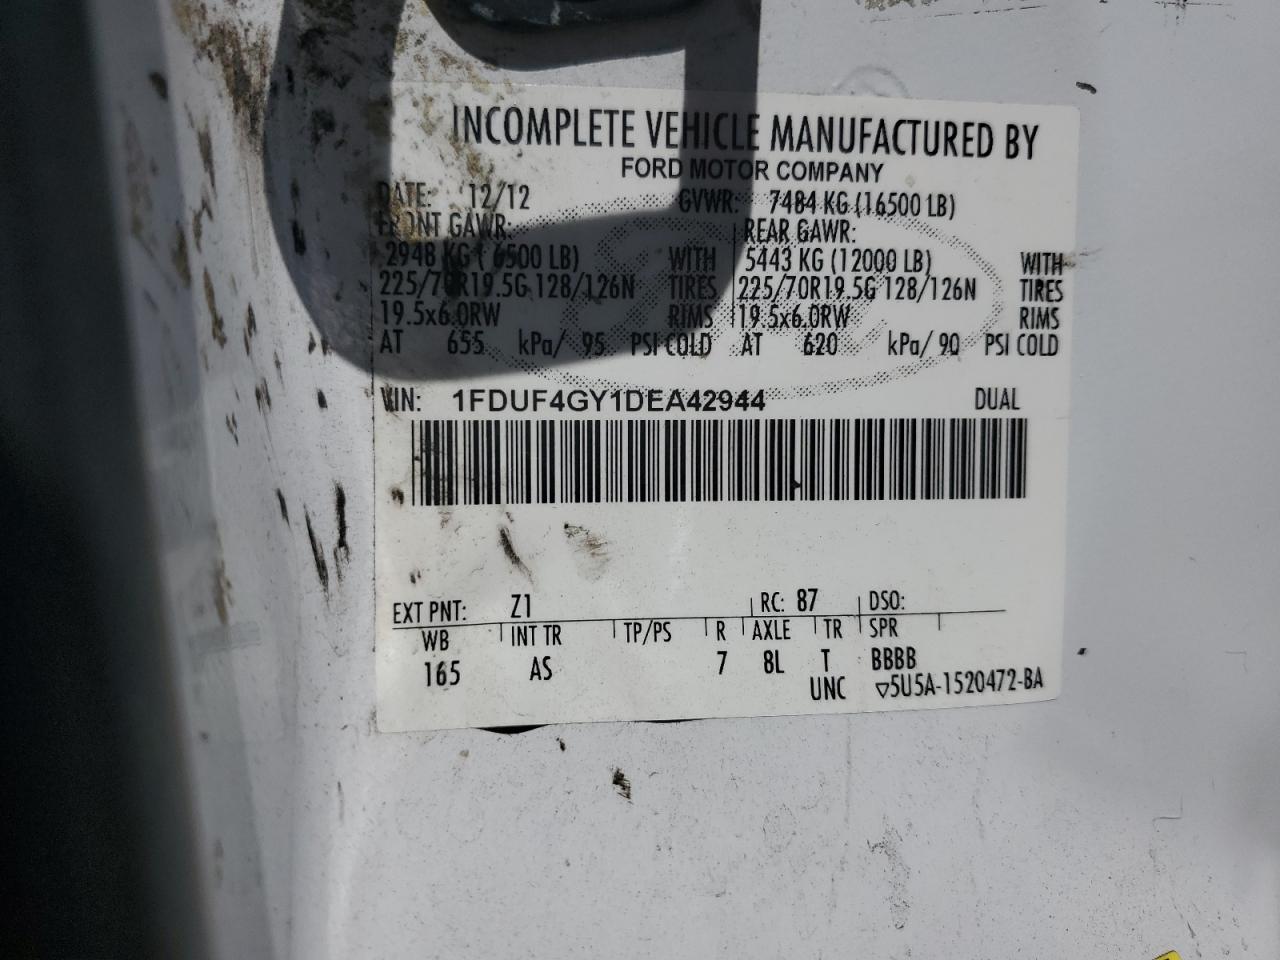 INCOMPLETE VEHICLE MANUFACTURED BY
FORD MOTOR COMPANY
DATE: 12/12 GVWR: 7484 KG (16500 LB)
FRONT GAWR: REAR GAWR:
2948 KG ( 6500 LB) WITH 5443 KG (12000 LB) WITH
225/70R19.5G 128/126N TIRES 225/70R19.5G 128/126N TIRES
19.5x6.0RW RIMS 19.5x6.0RW RIMS
AT 655 kPa/ 95 PSI COLD AT 620 kPa/ 90 PSI COLD
VIN: 1FDUF4GY1DEA42944 DUAL
EXT PNT: Z1 RC: 87 DSO:
WB INT TR TP/PS R AXLE TR SPR
165 AS 7 8L T BBBB
UNC ▽5U5A-1520472-BA